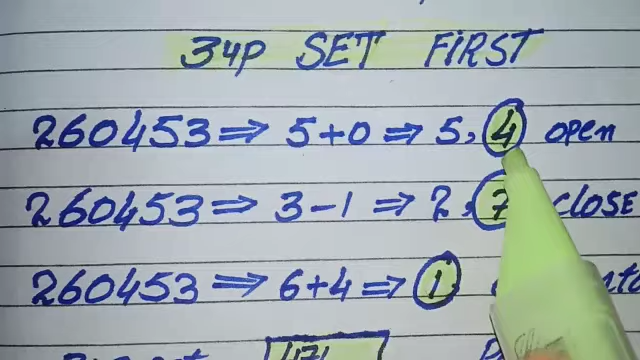 34P SET FIRST
260453 ⇒ 5+0 ⇒ 5, 4 open
260453 ⇒ 3-1 ⇒ 2, 7 CLOSE
260453 ⇒ 6+4 ⇒ 1